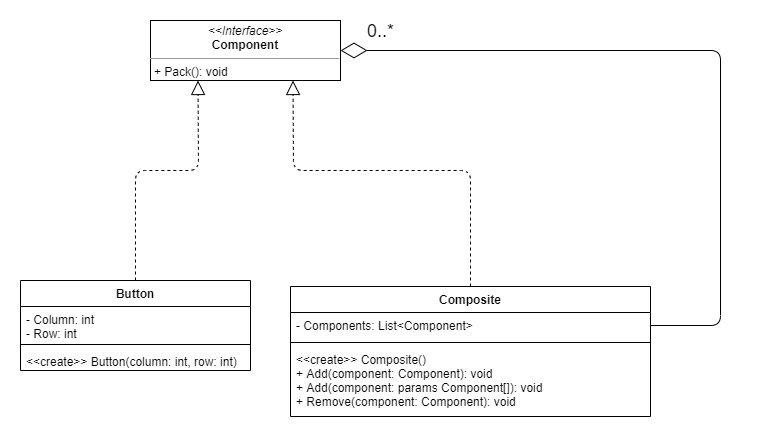 <<Interface>>
Component
0..*
+ Pack(): void
Button
- Column: int
- Row: int
<<create>> Button(column: int, row: int)
Composite
- Components: List<Component>
<<create>> Composite()
+ Add(component: Component): void
+ Add(component: params Component[]): void
+ Remove(component: Component): void